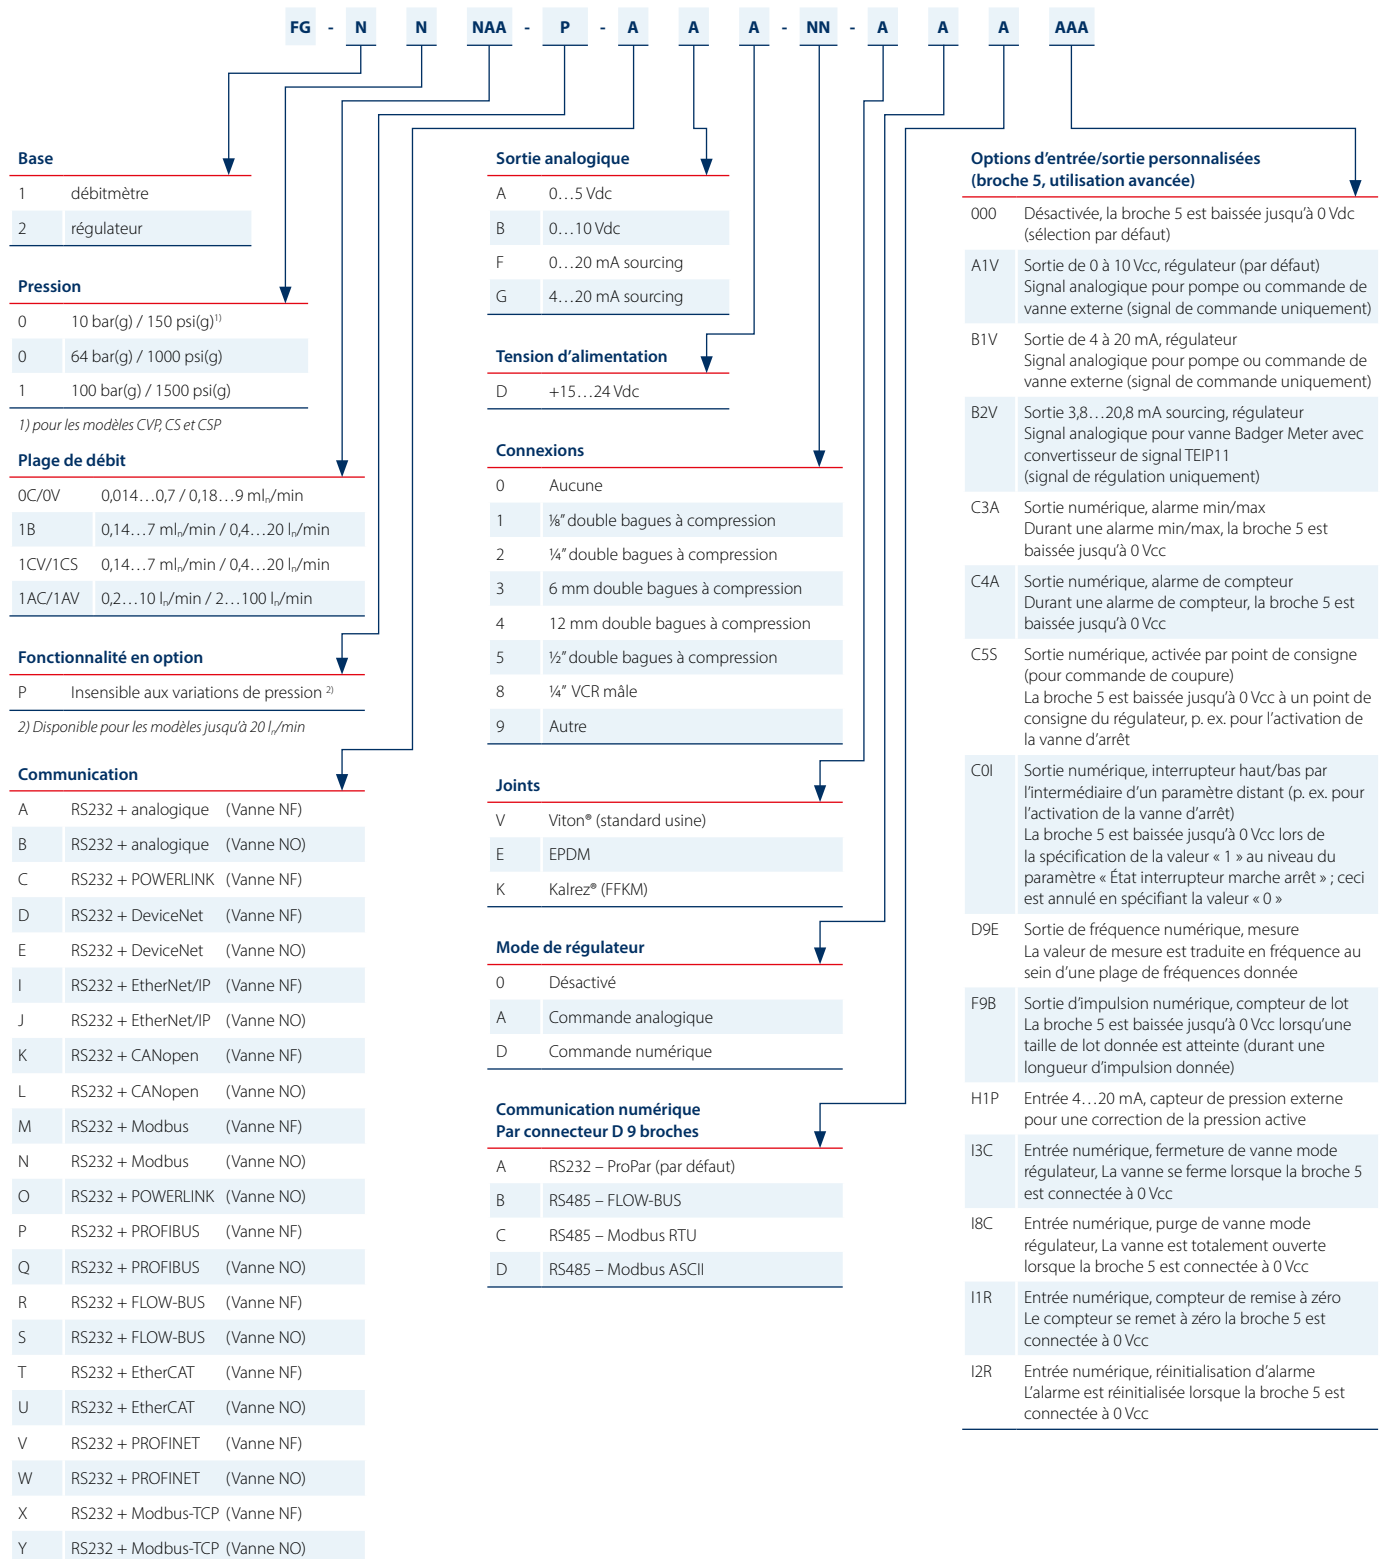 FG - N N NAA - P - A A A - NN - A A A AAA
Base
1 débitmètre
2 régulateur
Pression
0 10 bar(g) / 150 psi(g)1)
0 64 bar(g) / 1000 psi(g)
1 100 bar(g) / 1500 psi(g)
1) pour les modèles CVP, CS et CSP
Plage de débit
0C/0V 0,014…0,7 / 0,18…9 mln/min
1B 0,14…7 mln/min / 0,4…20 ln/min
1CV/1CS 0,14…7 mln/min / 0,4…20 ln/min
1AC/1AV 0,2…10 ln/min / 2…100 ln/min
Fonctionnalité en option
P Insensible aux variations de pression 2)
2) Disponible pour les modèles jusqu’à 20 ln/min
Communication
A RS232 + analogique (Vanne NF)
B RS232 + analogique (Vanne NO)
C RS232 + POWERLINK (Vanne NF)
D RS232 + DeviceNet (Vanne NF)
E RS232 + DeviceNet (Vanne NO)
I RS232 + EtherNet/IP (Vanne NF)
J RS232 + EtherNet/IP (Vanne NO)
K RS232 + CANopen (Vanne NF)
L RS232 + CANopen (Vanne NO)
M RS232 + Modbus (Vanne NF)
N RS232 + Modbus (Vanne NO)
O RS232 + POWERLINK (Vanne NO)
P RS232 + PROFIBUS (Vanne NF)
Q RS232 + PROFIBUS (Vanne NO)
R RS232 + FLOW-BUS (Vanne NF)
S RS232 + FLOW-BUS (Vanne NO)
T RS232 + EtherCAT (Vanne NF)
U RS232 + EtherCAT (Vanne NO)
V RS232 + PROFINET (Vanne NF)
W RS232 + PROFINET (Vanne NO)
X RS232 + Modbus-TCP (Vanne NF)
Y RS232 + Modbus-TCP (Vanne NO)
Sortie analogique
A 0…5 Vdc
B 0…10 Vdc
F 0…20 mA sourcing
G 4…20 mA sourcing
Tension d’alimentation
D +15…24 Vdc
Connexions
0 Aucune
1 ⅛” double bagues à compression
2 ¼” double bagues à compression
3 6 mm double bagues à compression
4 12 mm double bagues à compression
5 ½” double bagues à compression
8 ¼” VCR mâle
9 Autre
Joints
V Viton® (standard usine)
E EPDM
K Kalrez® (FFKM)
Mode de régulateur
0 Désactivé
A Commande analogique
D Commande numérique
Communication numérique
Par connecteur D 9 broches
A RS232 – ProPar (par défaut)
B RS485 – FLOW-BUS
C RS485 – Modbus RTU
D RS485 – Modbus ASCII
Options d’entrée/sortie personnalisées
(broche 5, utilisation avancée)
000 Désactivée, la broche 5 est baissée jusqu’à 0 Vdc
(sélection par défaut)
A1V Sortie de 0 à 10 Vcc, régulateur (par défaut)
Signal analogique pour pompe ou commande de
vanne externe (signal de commande uniquement)
B1V Sortie de 4 à 20 mA, régulateur
Signal analogique pour pompe ou commande de
vanne externe (signal de commande uniquement)
B2V Sortie 3,8…20,8 mA sourcing, régulateur
Signal analogique pour vanne Badger Meter avec
convertisseur de signal TEIP11
(signal de régulation uniquement)
C3A Sortie numérique, alarme min/max
Durant une alarme min/max, la broche 5 est
baissée jusqu’à 0 Vcc
C4A Sortie numérique, alarme de compteur
Durant une alarme de compteur, la broche 5 est
baissée jusqu’à 0 Vcc
C5S Sortie numérique, activée par point de consigne
(pour commande de coupure)
La broche 5 est baissée jusqu’à 0 Vcc à un point de
consigne du régulateur, p. ex. pour l’activation de
la vanne d’arrêt
C0I Sortie numérique, interrupteur haut/bas par
l’intermédiaire d’un paramètre distant (p. ex. pour
l’activation de la vanne d’arrêt)
La broche 5 est baissée jusqu’à 0 Vcc lors de
la spécification de la valeur « 1 » au niveau du
paramètre « État interrupteur marche arrêt » ; ceci
est annulé en spécifiant la valeur « 0 »
D9E Sortie de fréquence numérique, mesure
La valeur de mesure est traduite en fréquence au
sein d’une plage de fréquences donnée
F9B Sortie d’impulsion numérique, compteur de lot
La broche 5 est baissée jusqu’à 0 Vcc lorsqu’une
taille de lot donnée est atteinte (durant une
longueur d’impulsion donnée)
H1P Entrée 4…20 mA, capteur de pression externe
pour une correction de la pression active
I3C Entrée numérique, fermeture de vanne mode
régulateur, La vanne se ferme lorsque la broche 5
est connectée à 0 Vcc
I8C Entrée numérique, purge de vanne mode
régulateur, La vanne est totalement ouverte
lorsque la broche 5 est connectée à 0 Vcc
I1R Entrée numérique, compteur de remise à zéro
Le compteur se remet à zéro la broche 5 est
connectée à 0 Vcc
I2R Entrée numérique, réinitialisation d’alarme
L’alarme est réinitialisée lorsque la broche 5 est
connectée à 0 Vcc